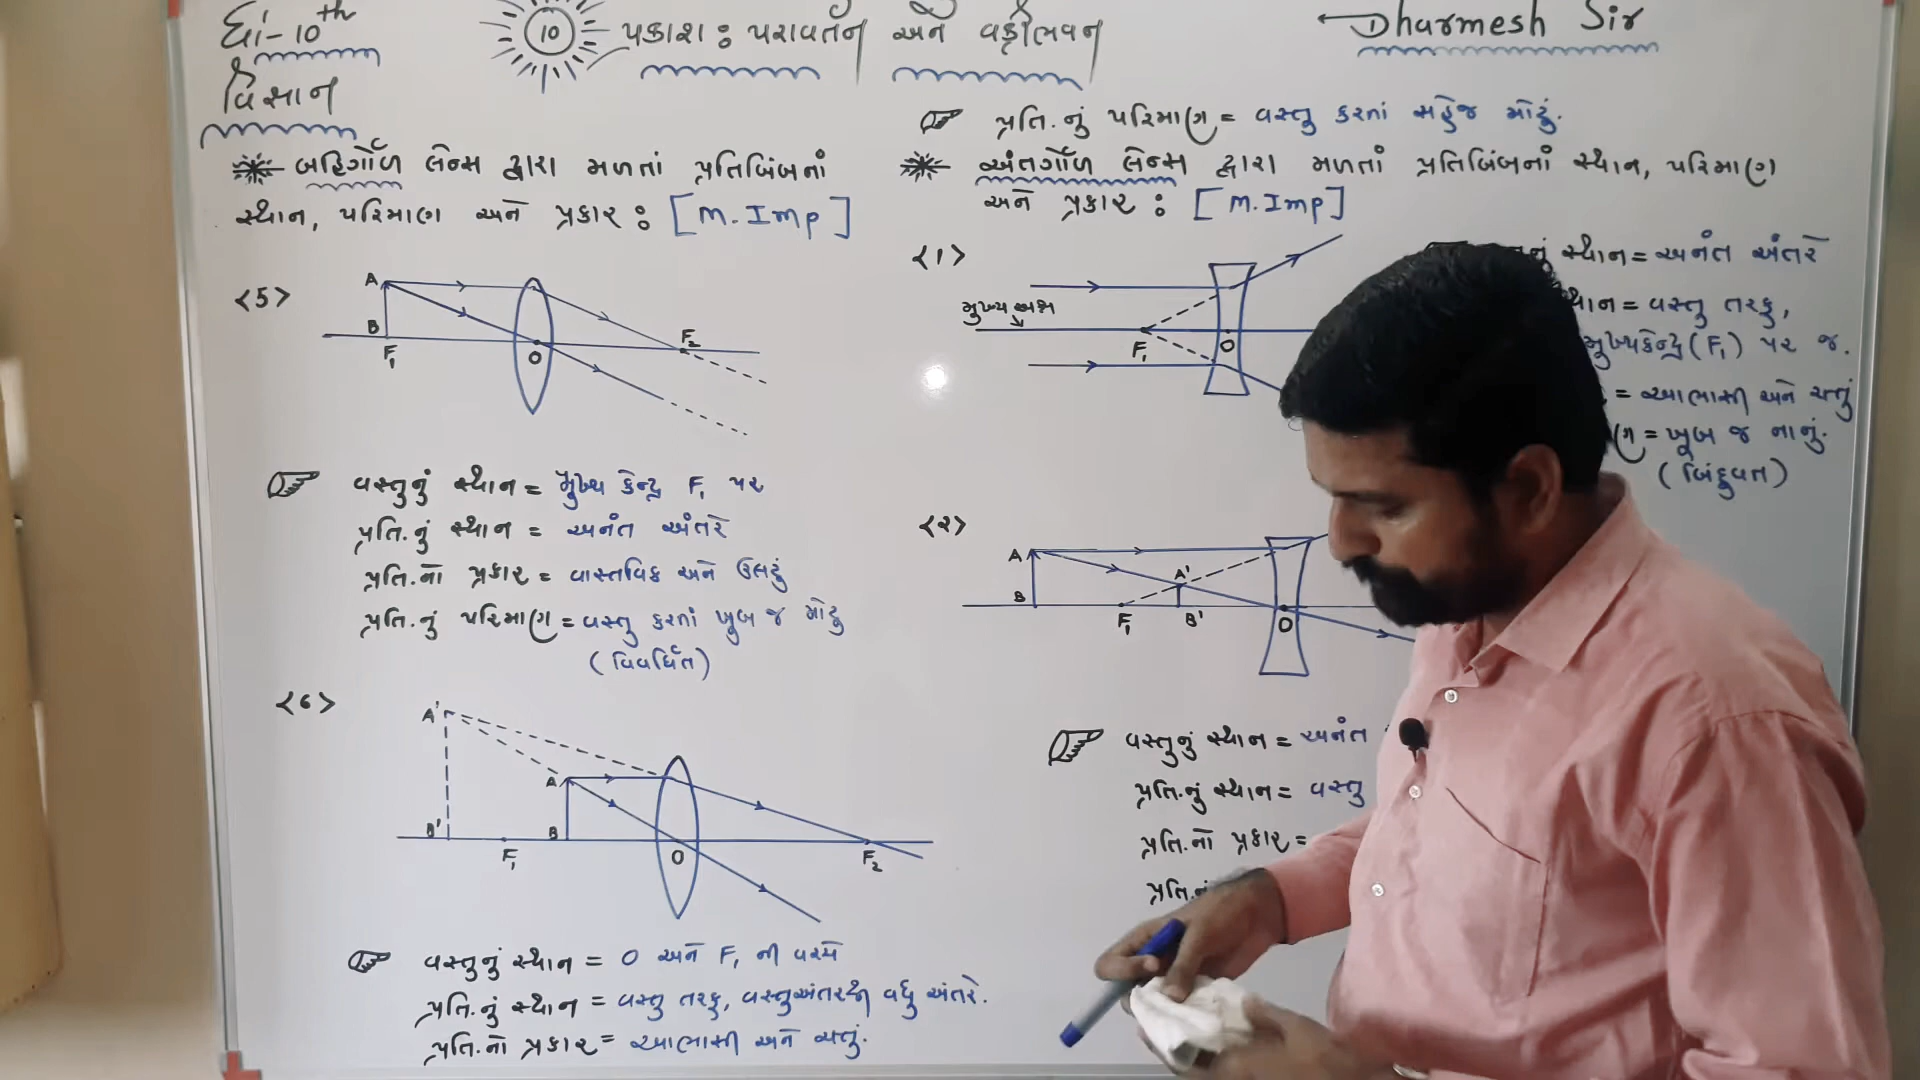 ધો-10th
વિજ્ઞાન
10 પ્રકાશ : પરાવર્તન અને વક્રીભવન
Dharmesh Sir
બહિર્ગોળ લેન્સ દ્વારા મળતાં પ્રતિબિંબનાં
સ્થાન, પરિમાણ અને પ્રકાર : [M. Imp]
<5>
A
B
F1
O
F2
વસ્તુનું સ્થાન = મુખ્ય કેન્દ્ર F1 પર
પ્રતિ.નું સ્થાન = અનંત અંતરે
પ્રતિ.નો પ્રકાર = વાસ્તવિક અને ઉલટું
પ્રતિ.નું પરિમાણ = વસ્તુ કરતાં ખૂબ જ મોટું
(વિવર્ધિત)
<6>
A'
A
B'
F1
B
O
F2
વસ્તુનું સ્થાન = O અને F1 ની વચ્ચે
પ્રતિ.નું સ્થાન = વસ્તુ તરફ, વધુ અંતરે.
પ્રતિ.નો પ્રકાર = આભાસી અને ચત્તું.
પ્રતિ.નું પરિમાણ = વસ્તુ કરતાં સહેજ મોટું.
અંતર્ગોળ લેન્સ દ્વારા મળતાં પ્રતિબિંબનાં સ્થાન, પરિમાણ
અને પ્રકાર : [M. Imp]
<1>
મુખ્ય અક્ષ
F1
O
સ્થાન = અનંત અંતરે
= વસ્તુ તરફ,
મુખ્યકેન્દ્ર (F1) પર જ.
= આભાસી અને ચત્તું
= ખૂબ જ નાનું.
(બિંદુવત)
<2>
A
A'
B
F1
B'
O
વસ્તુનું સ્થાન = અનંત
પ્રતિ.નું સ્થાન = વસ્તુ
પ્રતિ.નો પ્રકાર =